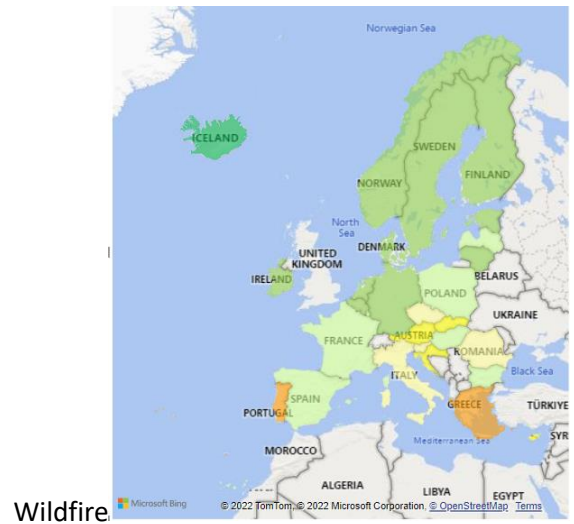 Norwegian Sea
ICELAND
SWEDEN
FINLAND
NORWAY
North
Sea
UNITED
KINGDOM
DENMARK
IRELAND
BELARUS
POLAND
UKRAINE
FRANCE
AUSTRIA
ROMANIA
ITALY
Black Sea
SPAIN
PORTUGAL
GREECE
TÜRKIYE
Mediterranean Sea
SYR
MOROCCO
ALGERIA
LIBYA
EGYPT
Wildfire
Microsoft Bing
© 2022 TomTom, © 2022 Microsoft Corporation, © OpenStreetMap Terms